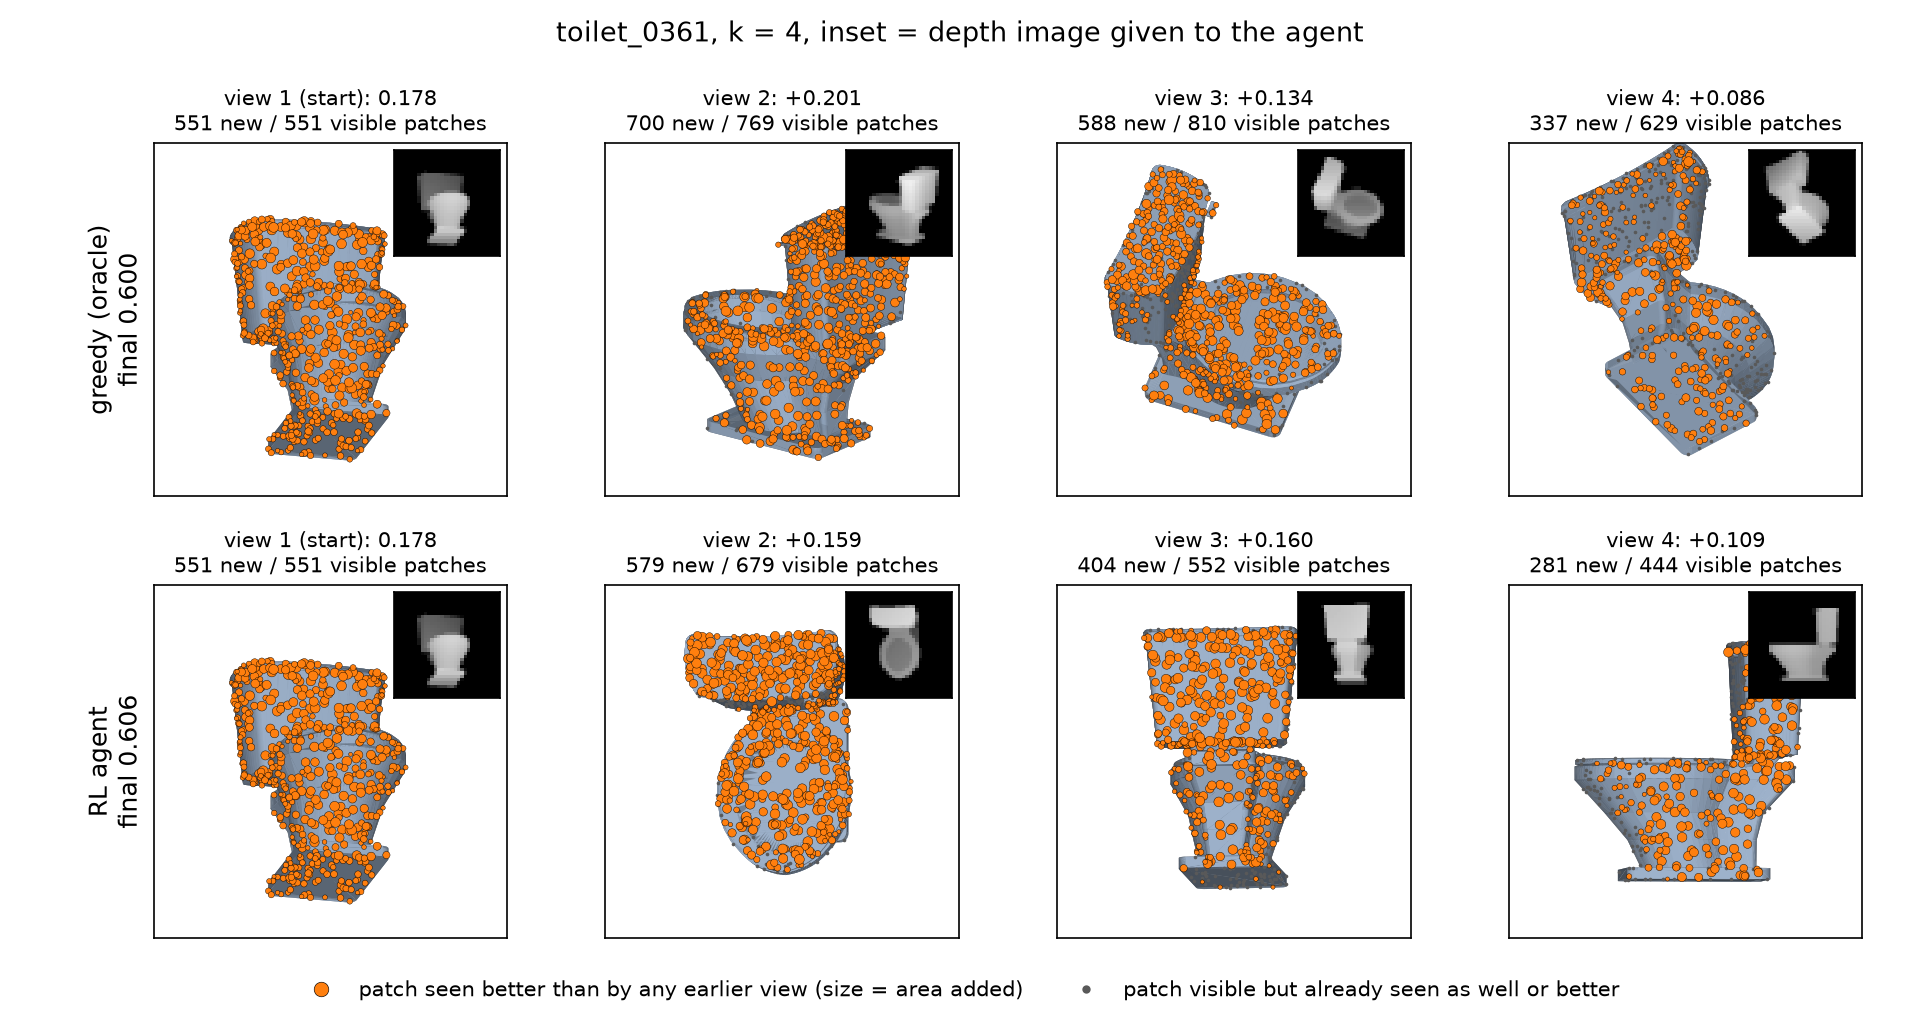 toilet_0361, k = 4, inset = depth image given to the agent
view 1 (start): 0.178
551 new / 551 visible patches
view 2: +0.201
700 new / 769 visible patches
view 3: +0.134
588 new / 810 visible patches
view 4: +0.086
337 new / 629 visible patches
greedy (oracle)
final 0.600
view 1 (start): 0.178
551 new / 551 visible patches
view 2: +0.159
579 new / 679 visible patches
view 3: +0.160
404 new / 552 visible patches
view 4: +0.109
281 new / 444 visible patches
RL agent
final 0.606
patch seen better than by any earlier view (size = area added)
patch visible but already seen as well or better